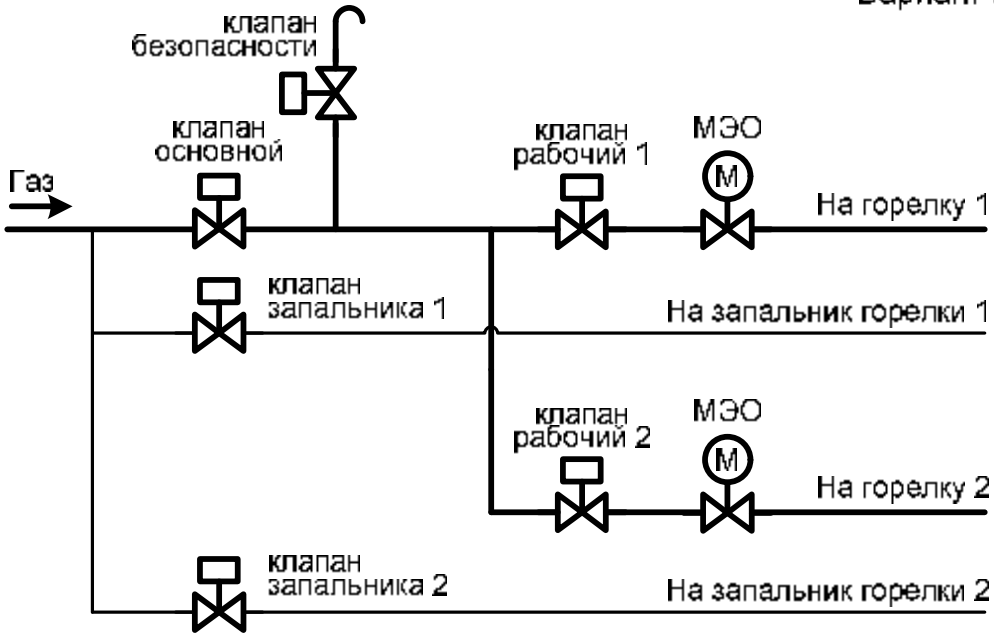 клапан
безопасности
клапан
основной
Газ
клапан
рабочий 1
МЭО
М
На горелку 1
клапан
запальника 1
На запальник горелки 1
клапан
рабочий 2
МЭО
М
На горелку 2
клапан
запальника 2
На запальник горелки 2